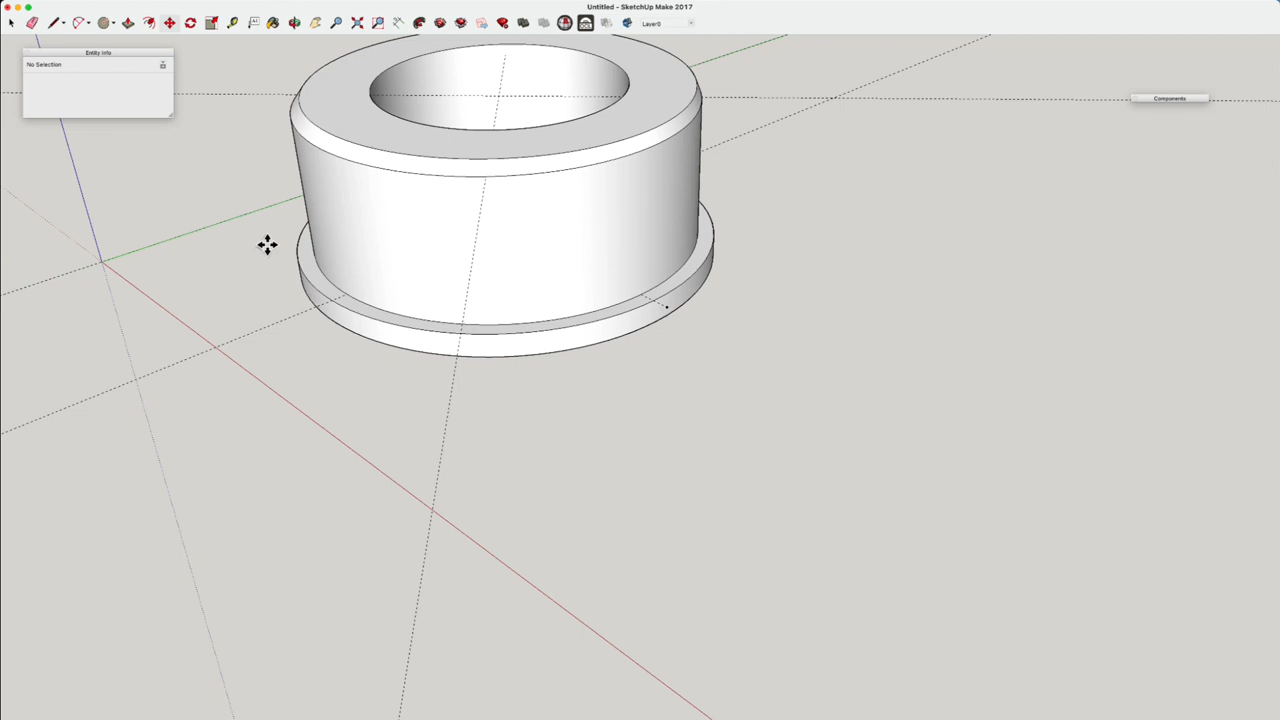 Untitled - SketchUp Make 2017
Layer0
Entity Info
No Selection
Components